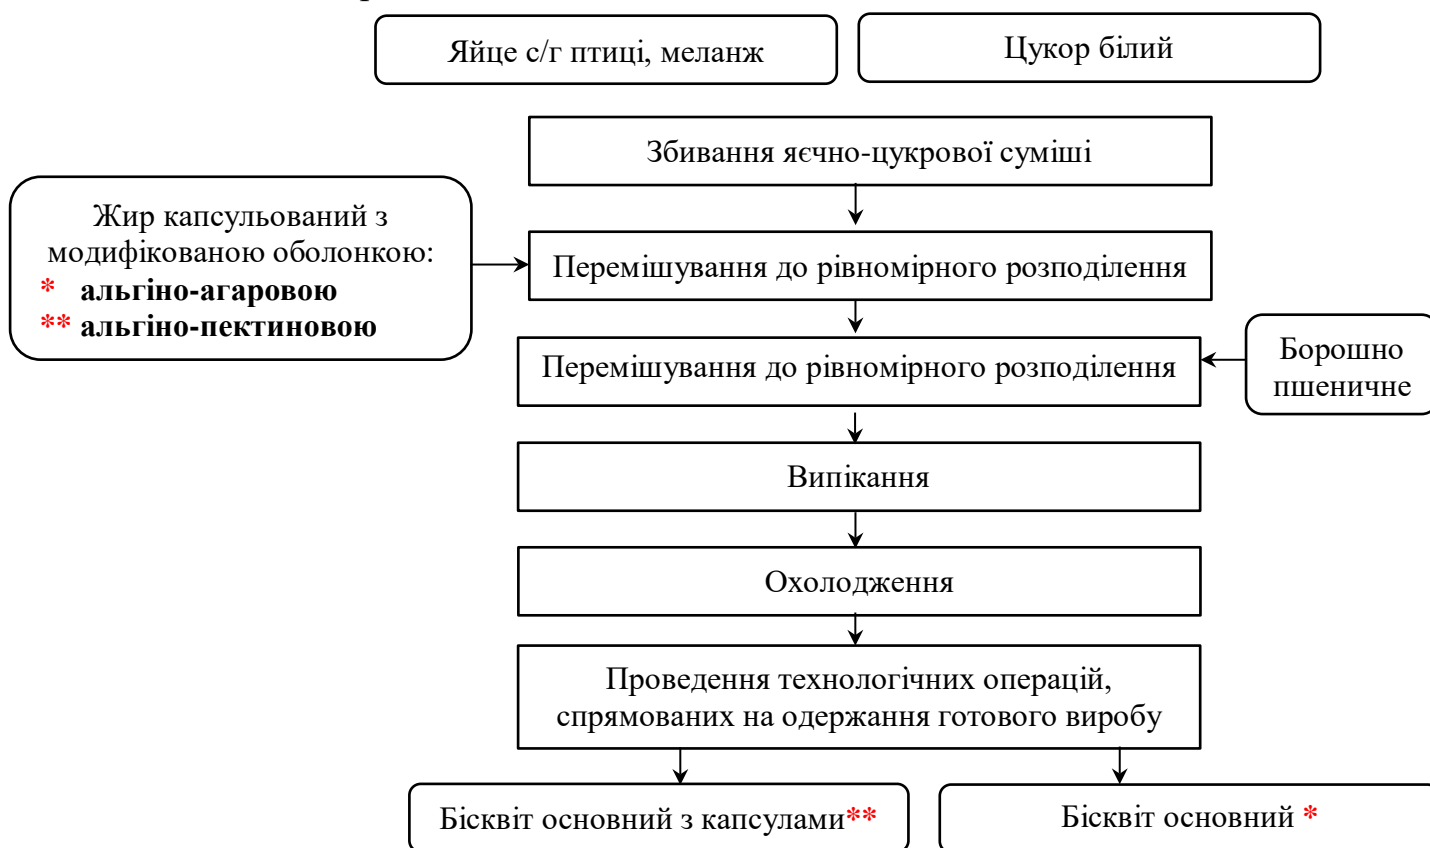 Яйце с/г птиці, меланж
Цукор білий
Збивання яєчно-цукрової суміші
Жир капсульований з
модифікованою оболонкою:
* альгіно-агаровою
** альгіно-пектиновою
Перемішування до рівномірного розподілення
Перемішування до рівномірного розподілення
Борошно
пшеничне
Випікання
Охолодження
Проведення технологічних операцій,
спрямованих на одержання готового виробу
Бісквіт основний з капсулами**
Бісквіт основний *